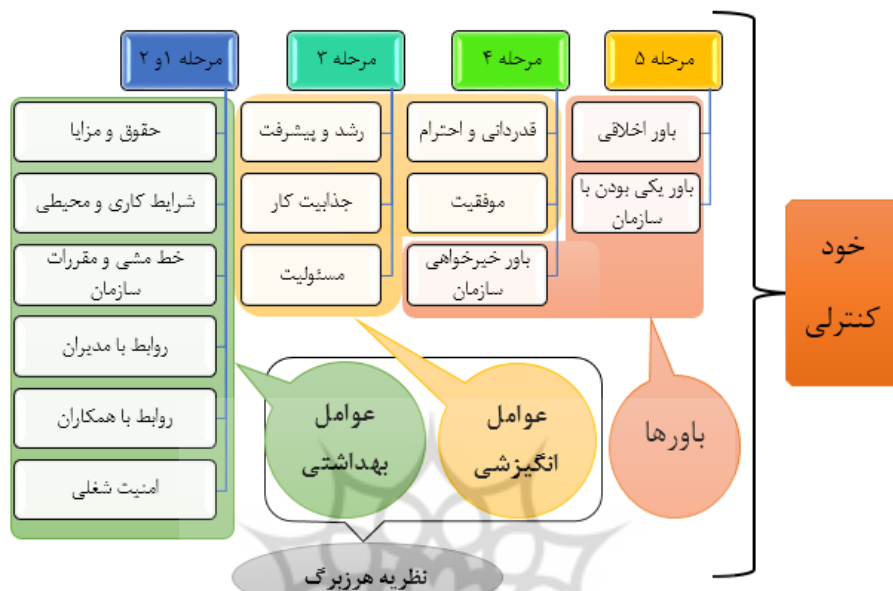 مرحله ۵
باور اخلاقی
باور یکی بودن با
سازمان
مرحله ۴
قدردانی و احترام
موفقیت
باور خیرخواهی
سازمان
مرحله ۳
رشد و پیشرفت
جذابیت کار
مسئولیت
مرحله ۱و ۲
حقوق و مزایا
شرایط کاری و محیطی
خط مشی و مقررات
سازمان
روابط با مدیران
روابط با همکاران
امنیت شغلی
خود
کنترلی
باورها
عوامل
انگیزشی
عوامل
بهداشتی
نظریه هرزبرگ